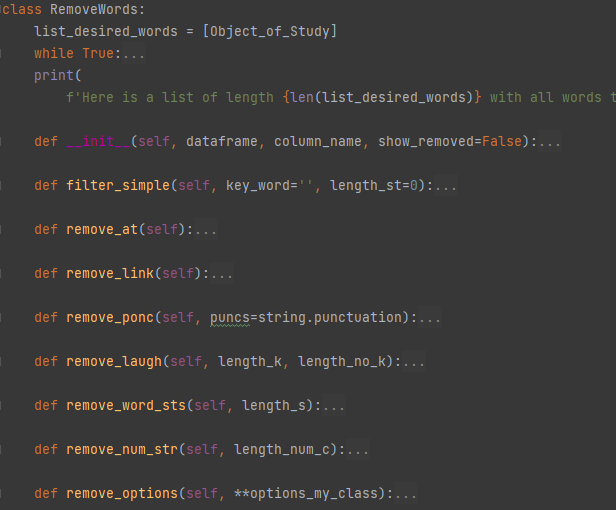 class RemoveWords:
list_desired_words = [Object_of_Study]
while True:...
print(
f'Here is a list of length {len(list_desired_words)} with all words t
def __init__(self, dataframe, column_name, show_removed=False):...
def filter_simple(self, key_word='', length_st=0):...
def remove_at(self):...
def remove_link(self):...
def remove_ponc(self, puncs=string.punctuation):...
def remove_laugh(self, length_k, length_no_k):...
def remove_word_sts(self, length_s):...
def remove_num_str(self, length_num_c):...
def remove_options(self, **options_my_class):...